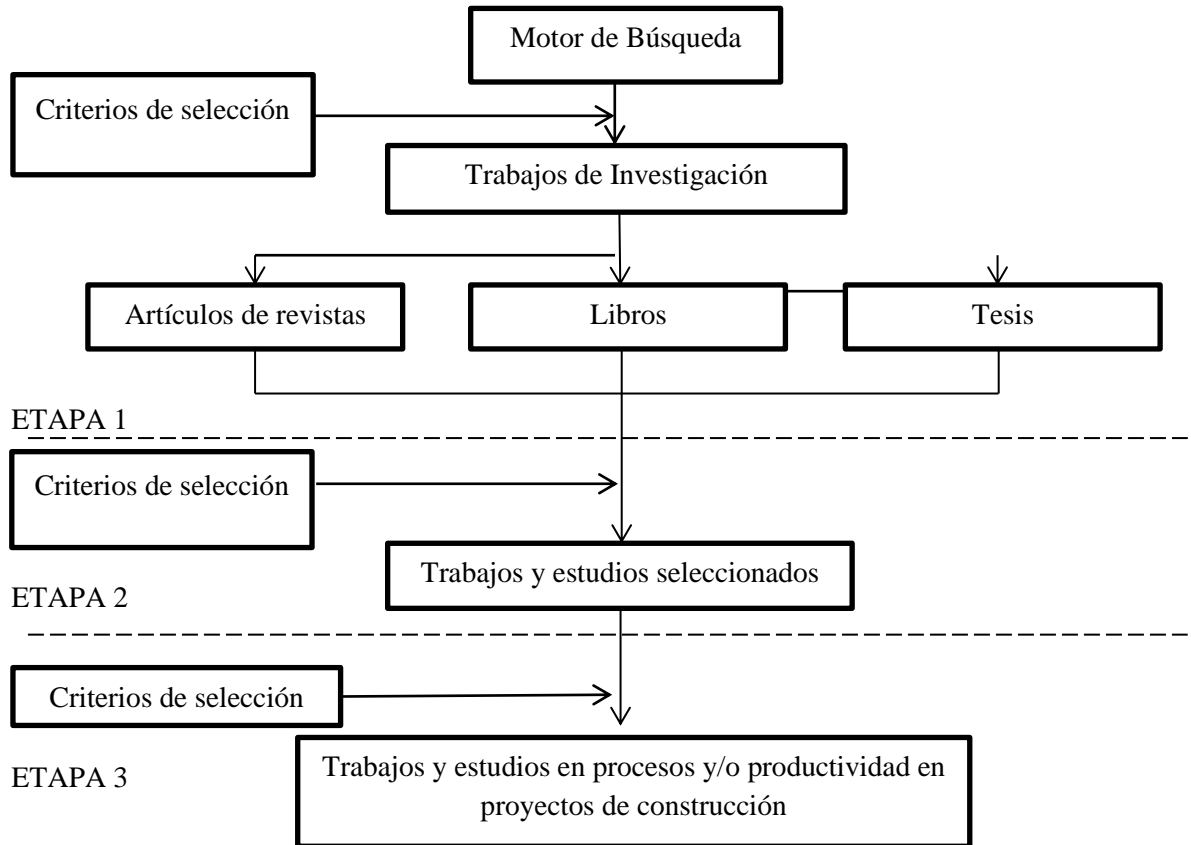 Motor de Búsqueda
Criterios de selección
Trabajos de Investigación
Artículos de revistas
Libros
Tesis
ETAPA 1
Criterios de selección
Trabajos y estudios seleccionados
ETAPA 2
Criterios de selección
Trabajos y estudios en procesos y/o productividad en
proyectos de construcción
ETAPA 3